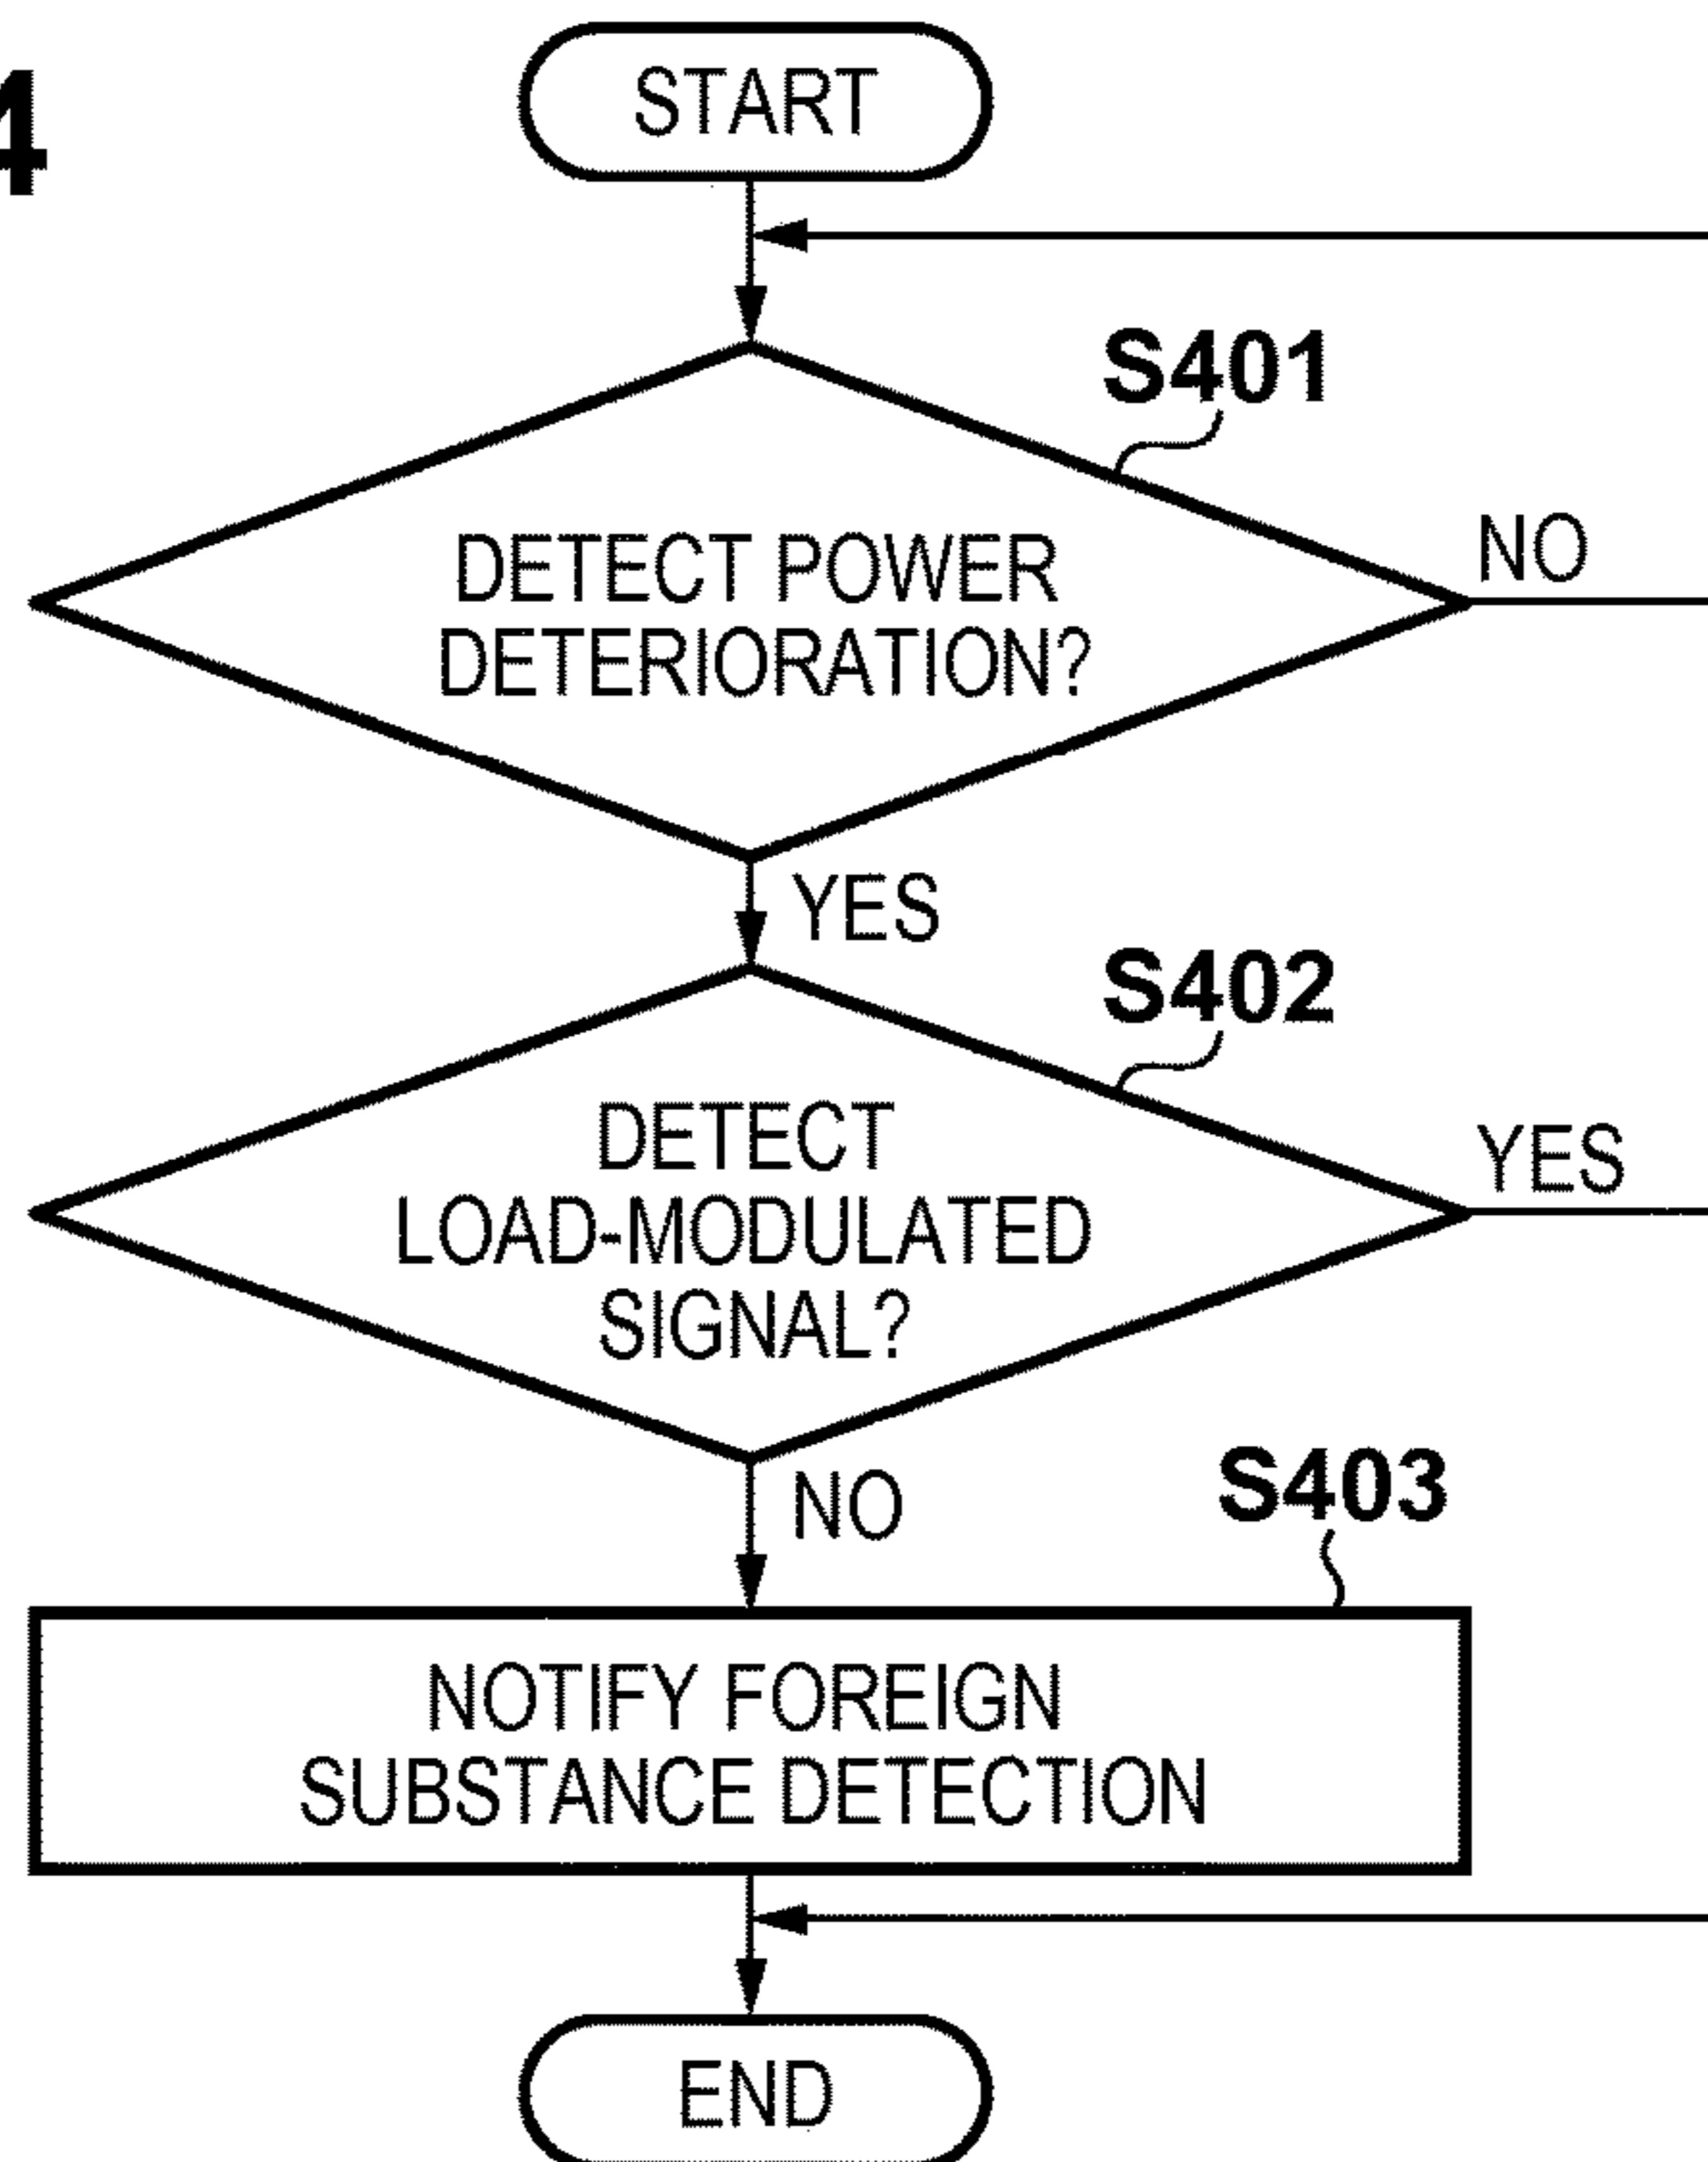 4
START
S401
DETECT POWER
DETERIORATION?
NO
YES
S402
DETECT
LOAD-MODULATED
SIGNAL?
YES
NO
S403
NOTIFY FOREIGN
SUBSTANCE DETECTION
END